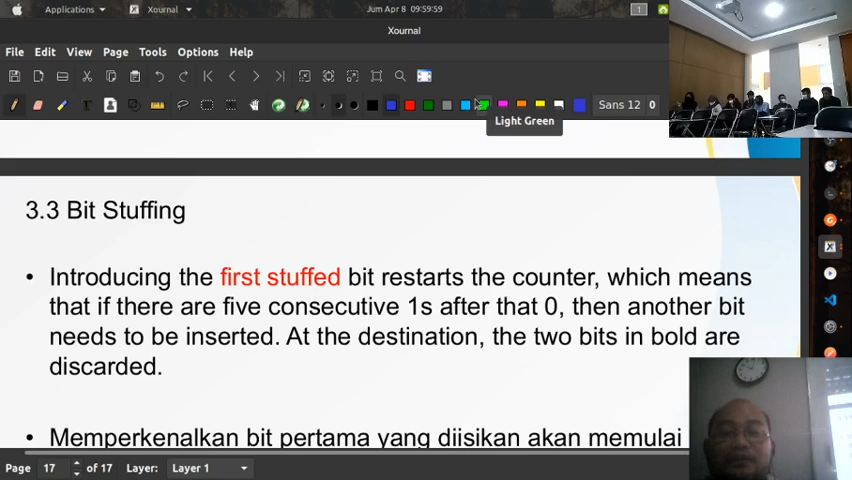 Applications Xournal Jum Apr 8 09:59:59 1
Xournal
File Edit View Page Tools Options Help
Sans 12 0
Light Green
3.3 Bit Stuffing
• Introducing the first stuffed bit restarts the counter, which means
that if there are five consecutive 1s after that 0, then another bit
needs to be inserted. At the destination, the two bits in bold are
discarded.
• Memperkenalkan bit pertama yang diisikan akan memulai
Page 17 of 17 Layer: Layer 1